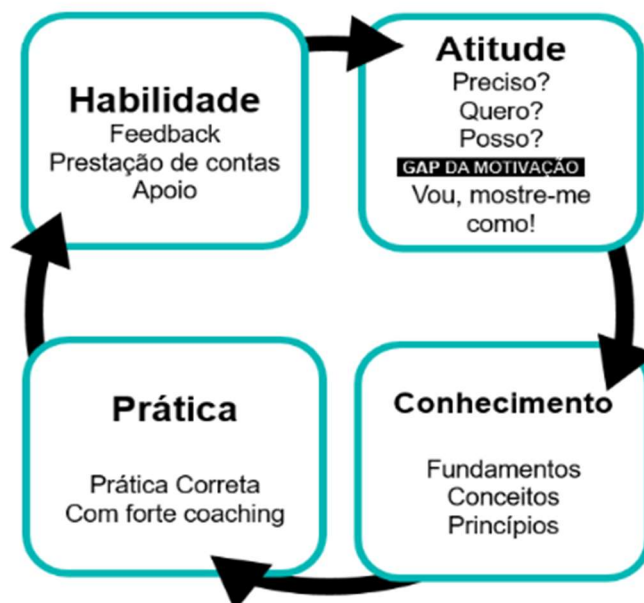 Habilidade
Feedback
Prestação de contas
Apoio
Atitude
Preciso?
Quero?
Posso?
GAP DA MOTIVAÇÃO
Vou, mostre-me
como!
Prática
Prática Correta
Com forte coaching
Conhecimento
Fundamentos
Conceitos
Princípios